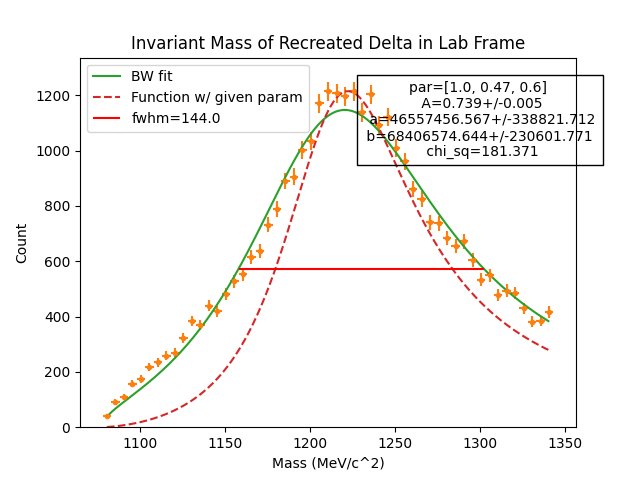 Invariant Mass of Recreated Delta in Lab Frame
BW fit
Function w/ given param
fwhm=144.0
par=[1.0, 0.47, 0.6]
A=0.739+/-0.005
a=46557456.567+/-338821.712
b=68406574.644+/-230601.771
chi_sq=181.371
Count
1200
1000
800
600
400
200
0
1100
1150
1200
1250
1300
1350
Mass (MeV/c^2)